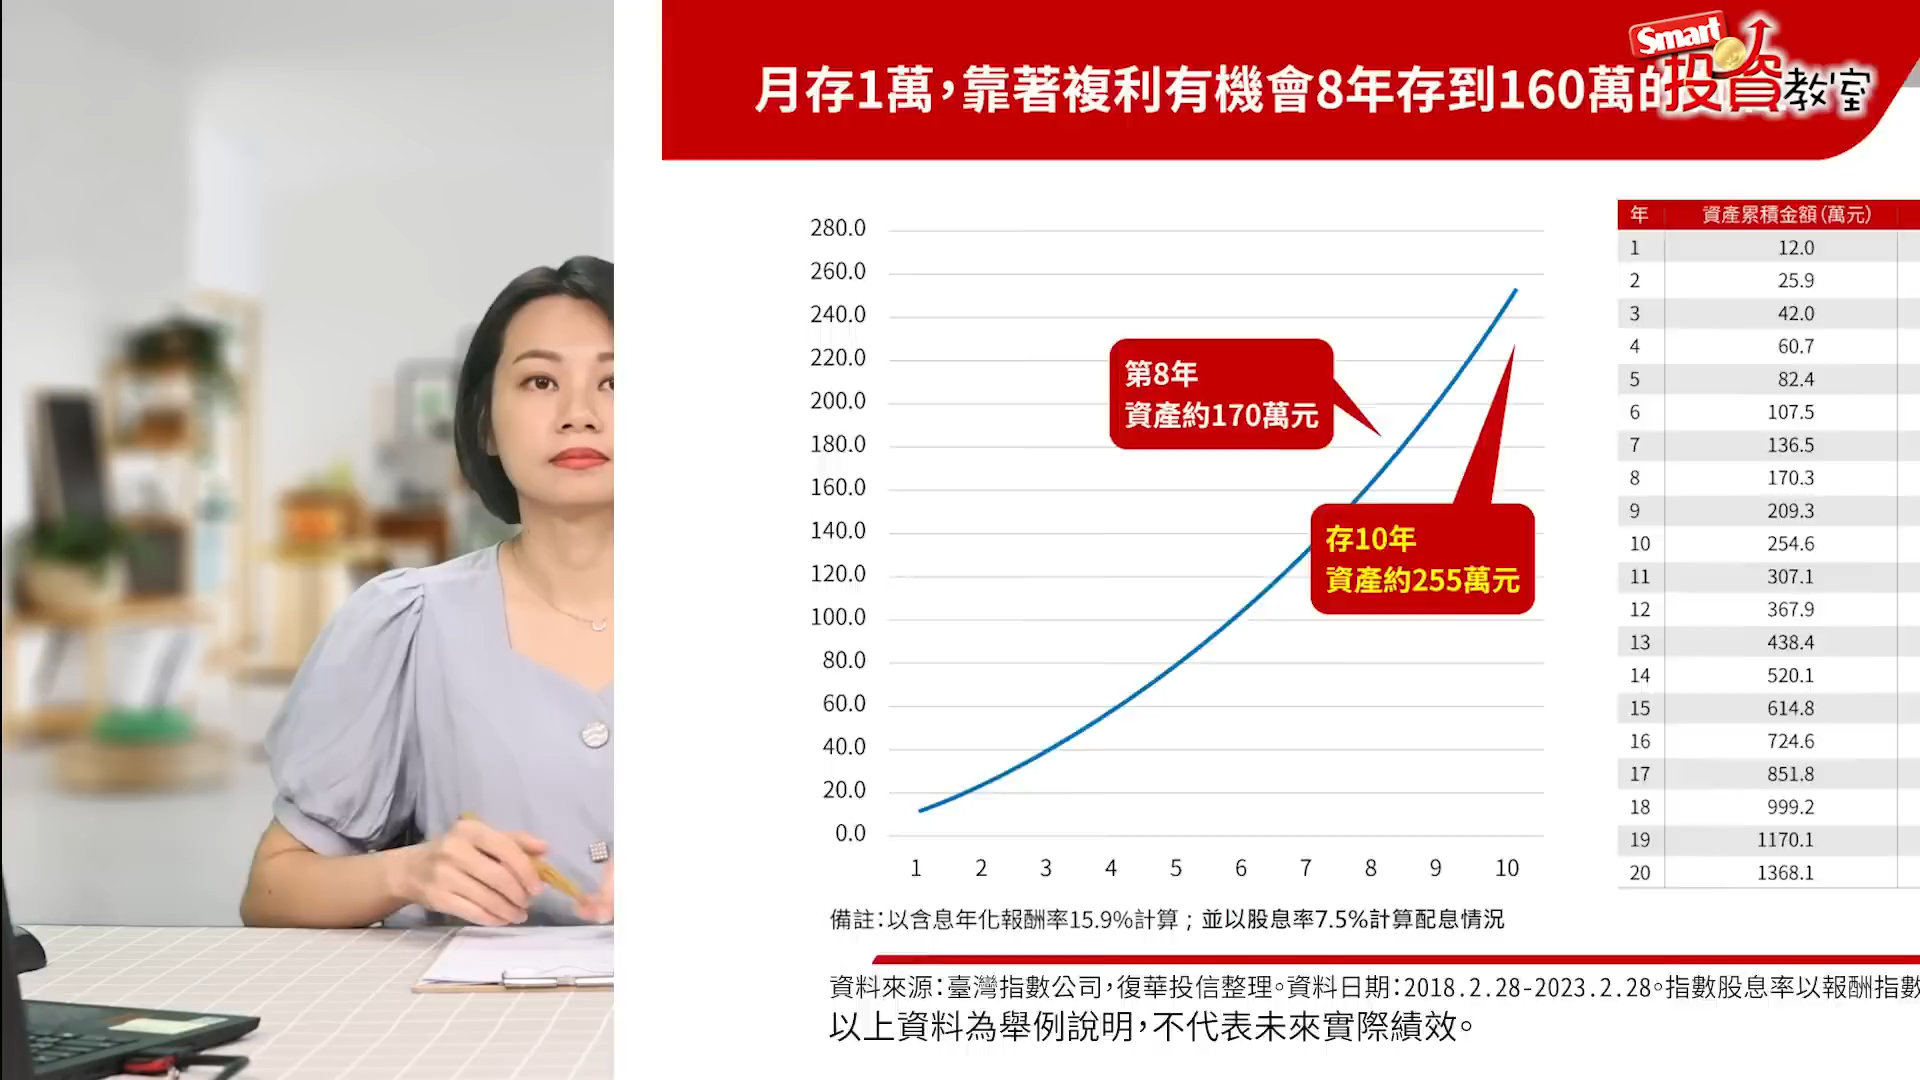 月存1萬,靠著複利有機會8年存到160萬的
Smart
投資教室
280.0
260.0
240.0
220.0
200.0
180.0
160.0
140.0
120.0
100.0
80.0
60.0
40.0
20.0
0.0
1 2 3 4 5 6 7 8 9 10
第8年
資產約170萬元
存10年
資產約255萬元
年 資產累積金額(萬元)
1 12.0
2 25.9
3 42.0
4 60.7
5 82.4
6 107.5
7 136.5
8 170.3
9 209.3
10 254.6
11 307.1
12 367.9
13 438.4
14 520.1
15 614.8
16 724.6
17 851.8
18 999.2
19 1170.1
20 1368.1
備註:以含息年化報酬率15.9%計算;並以股息率7.5%計算配息情況
資料來源:臺灣指數公司,復華投信整理。資料日期:2018.2.28-2023.2.28。指數股息率以報酬指數
以上資料為舉例說明,不代表未來實際績效。